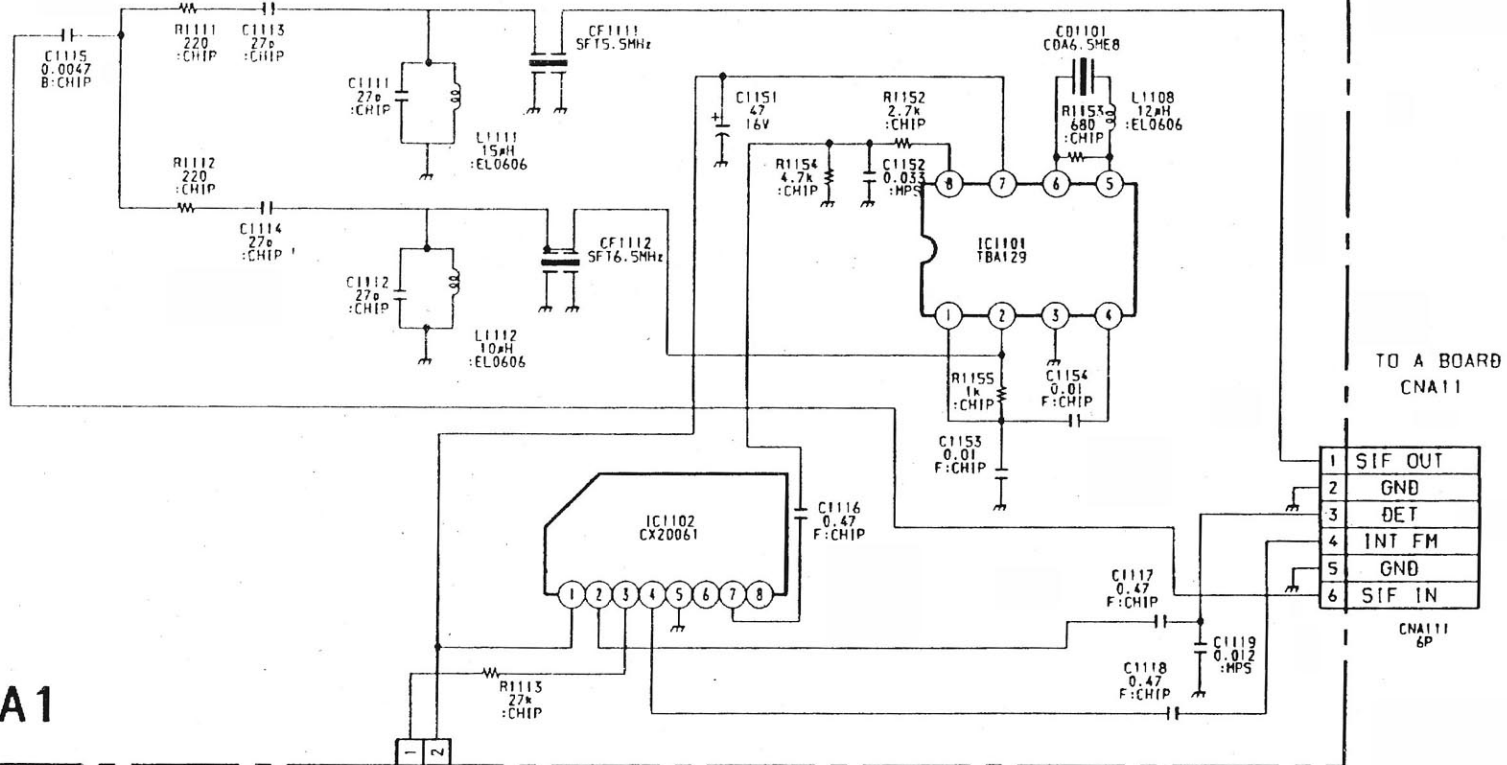 R1111
220
:CHIP
C1113
27p
:CHIP
C1115
0.0047
B:CHIP
CF1111
SFT5.5MHz
C1111
27p
:CHIP
L1111
15µH
:EL0606
R1112
220
:CHIP
C1114
27p
:CHIP
C1112
27p
:CHIP
L1112
10µH
:EL0606
CF1112
SFT6.5MHz
C1151
47
16V
+
R1152
2.7k
:CHIP
R1154
4.7k
:CHIP
C1152
0.033
:MPS
CD1101
CDA6.5ME8
R1153
680
:CHIP
L1108
12µH
:EL0606
8
7
6
5
IC1101
TBA129
1
2
3
4
R1155
1k
:CHIP
C1154
0.01
F:CHIP
C1153
0.01
F:CHIP
TO A BOARD
CNA11
1 SIF OUT
2 GND
3 DET
4 INT FM
5 GND
6 SIF IN
CNA111
6P
IC1102
CX20061
1 2 3 4 5 6 7 8
C1116
0.47
F:CHIP
C1117
0.47
F:CHIP
C1119
0.012
:MPS
C1118
0.47
F:CHIP
R1113
27k
:CHIP
A1
1 2